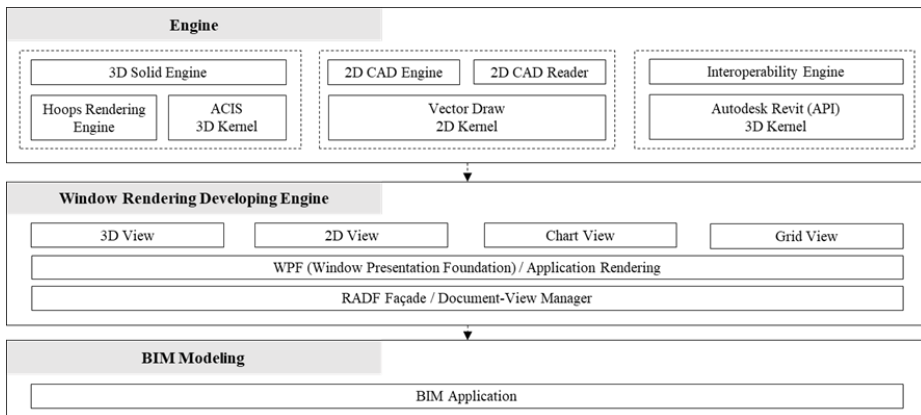 Engine
3D Solid Engine
Hoops Rendering
Engine
ACIS
3D Kernel
2D CAD Engine
2D CAD Reader
Vector Draw
2D Kernel
Interoperability Engine
Autodesk Revit (API)
3D Kernel
Window Rendering Developing Engine
3D View
2D View
Chart View
Grid View
WPF (Window Presentation Foundation) / Application Rendering
RADF Façade / Document-View Manager
BIM Modeling
BIM Application